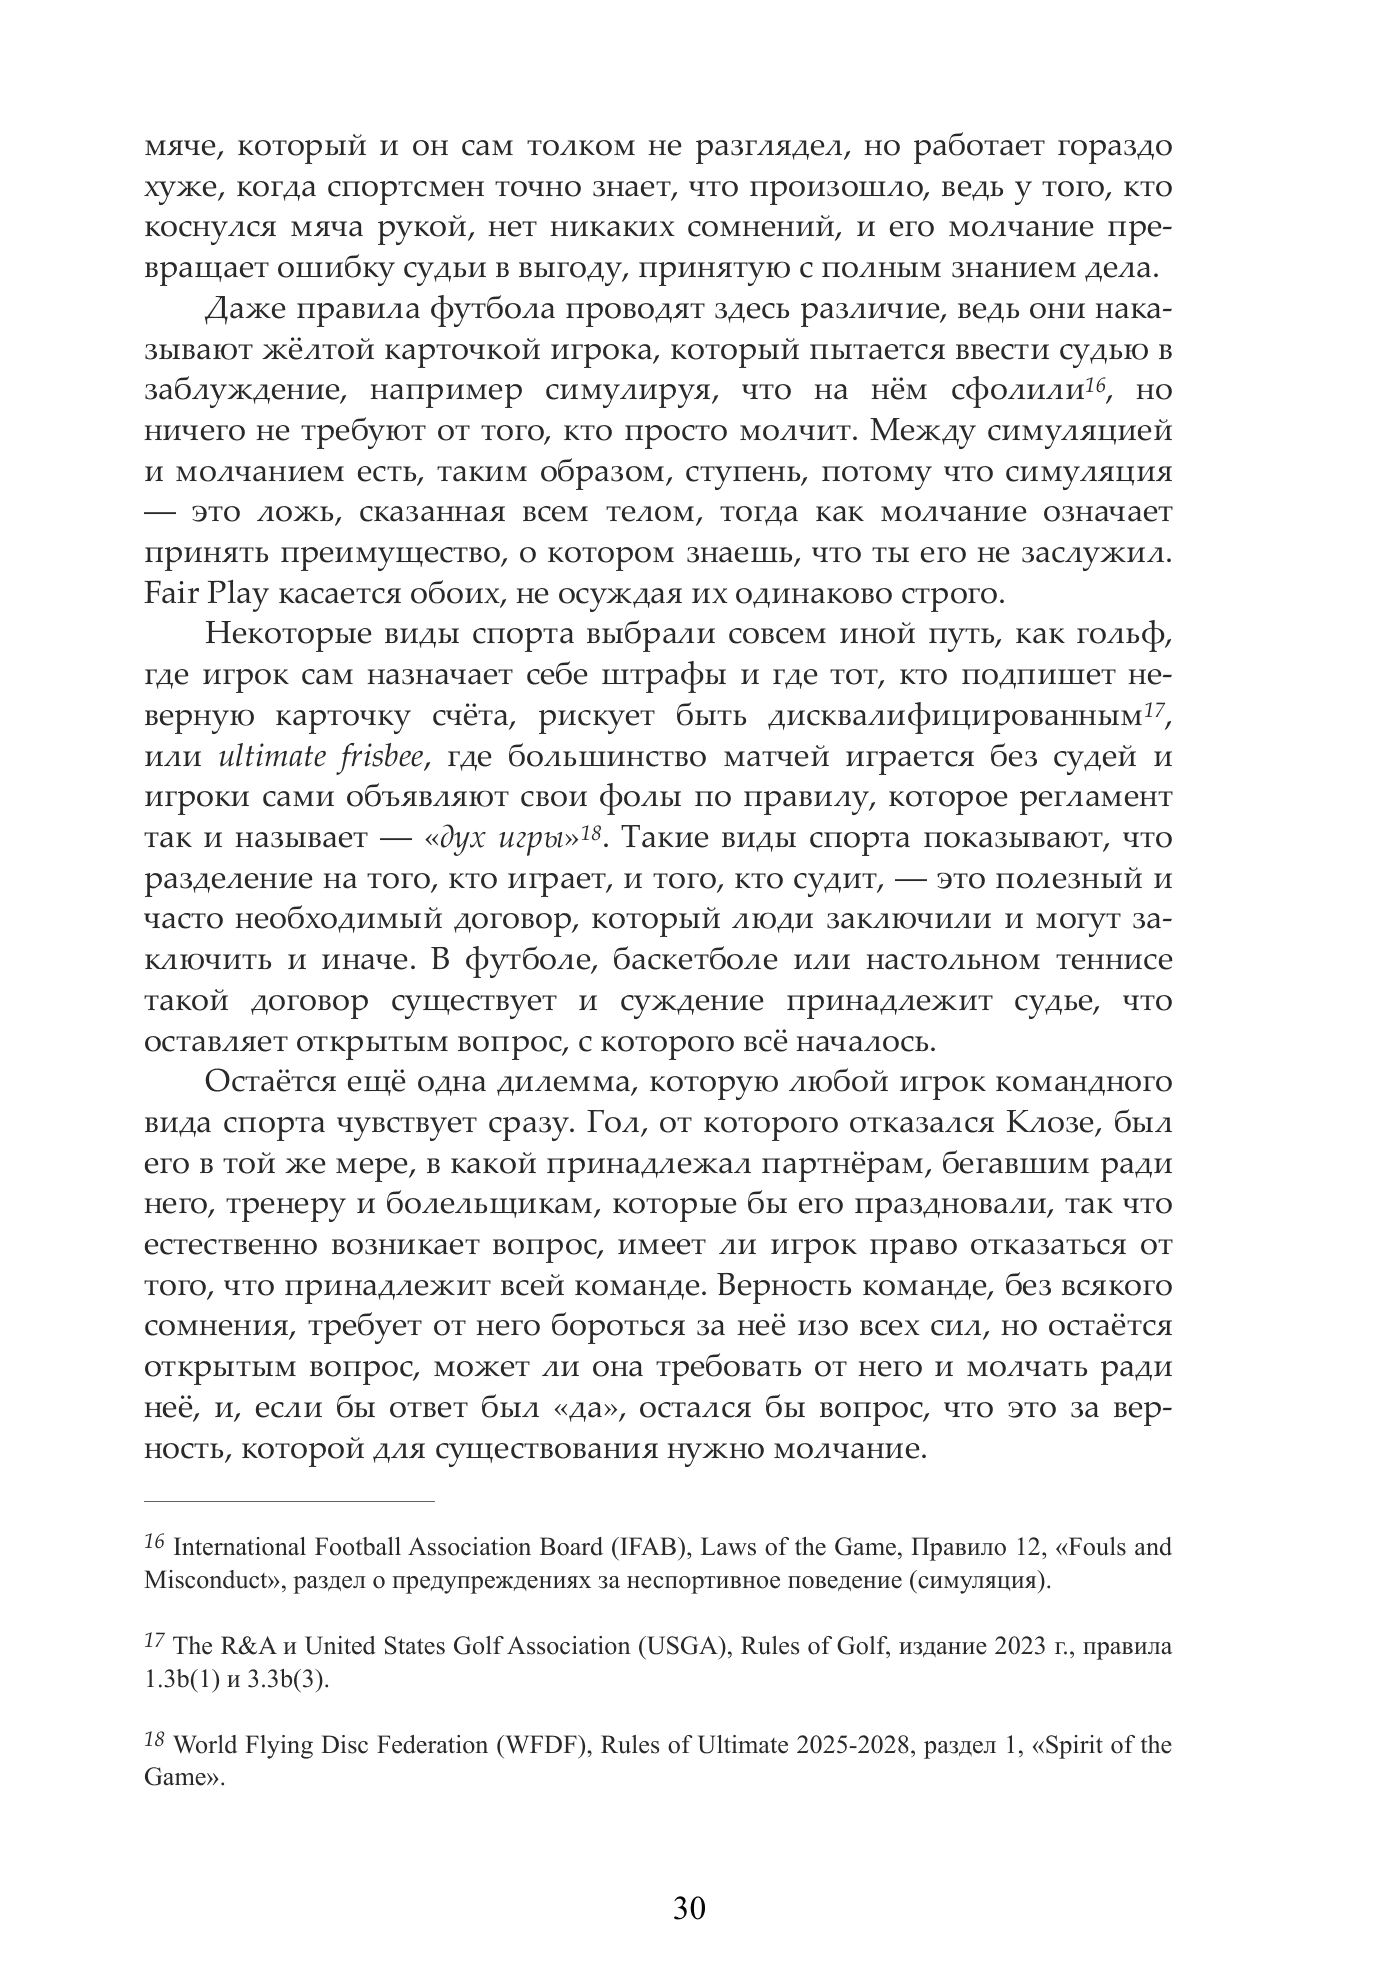 мяче, который и он сам толком не разглядел, но работает гораздо
хуже, когда спортсмен точно знает, что произошло, ведь у того, кто
коснулся мяча рукой, нет никаких сомнений, и его молчание пре-
вращает ошибку судьи в выгоду, принятую с полным знанием дела.
Даже правила футбола проводят здесь различие, ведь они нака-
зывают жёлтой карточкой игрока, который пытается ввести судью в
заблуждение, например симулируя, что на нём сфолили16, но
ничего не требуют от того, кто просто молчит. Между симуляцией
и молчанием есть, таким образом, ступень, потому что симуляция
— это ложь, сказанная всем телом, тогда как молчание означает
принять преимущество, о котором знаешь, что ты его не заслужил.
Fair Play касается обоих, не осуждая их одинаково строго.
Некоторые виды спорта выбрали совсем иной путь, как гольф,
где игрок сам назначает себе штрафы и где тот, кто подпишет не-
верную карточку счёта, рискует быть дисквалифицированным17,
или ultimate frisbee, где большинство матчей играется без судей и
игроки сами объявляют свои фолы по правилу, которое регламент
так и называет — «дух игры»18. Такие виды спорта показывают, что
разделение на того, кто играет, и того, кто судит, — это полезный и
часто необходимый договор, который люди заключили и могут за-
ключить и иначе. В футболе, баскетболе или настольном теннисе
такой договор существует и суждение принадлежит судье, что
оставляет открытым вопрос, с которого всё началось.
Остаётся ещё одна дилемма, которую любой игрок командного
вида спорта чувствует сразу. Гол, от которого отказался Клозе, был
его в той же мере, в какой принадлежал партнёрам, бегавшим ради
него, тренеру и болельщикам, которые бы его праздновали, так что
естественно возникает вопрос, имеет ли игрок право отказаться от
того, что принадлежит всей команде. Верность команде, без всякого
сомнения, требует от него бороться за неё изо всех сил, но остаётся
открытым вопрос, может ли она требовать от него и молчать ради
неё, и, если бы ответ был «да», остался бы вопрос, что это за вер-
ность, которой для существования нужно молчание.
16 International Football Association Board (IFAB), Laws of the Game, Правило 12, «Fouls and
Misconduct», раздел о предупреждениях за неспортивное поведение (симуляция).
17 The R&A и United States Golf Association (USGA), Rules of Golf, издание 2023 г., правила
1.3b(1) и 3.3b(3).
18 World Flying Disc Federation (WFDF), Rules of Ultimate 2025-2028, раздел 1, «Spirit of the
Game».
30